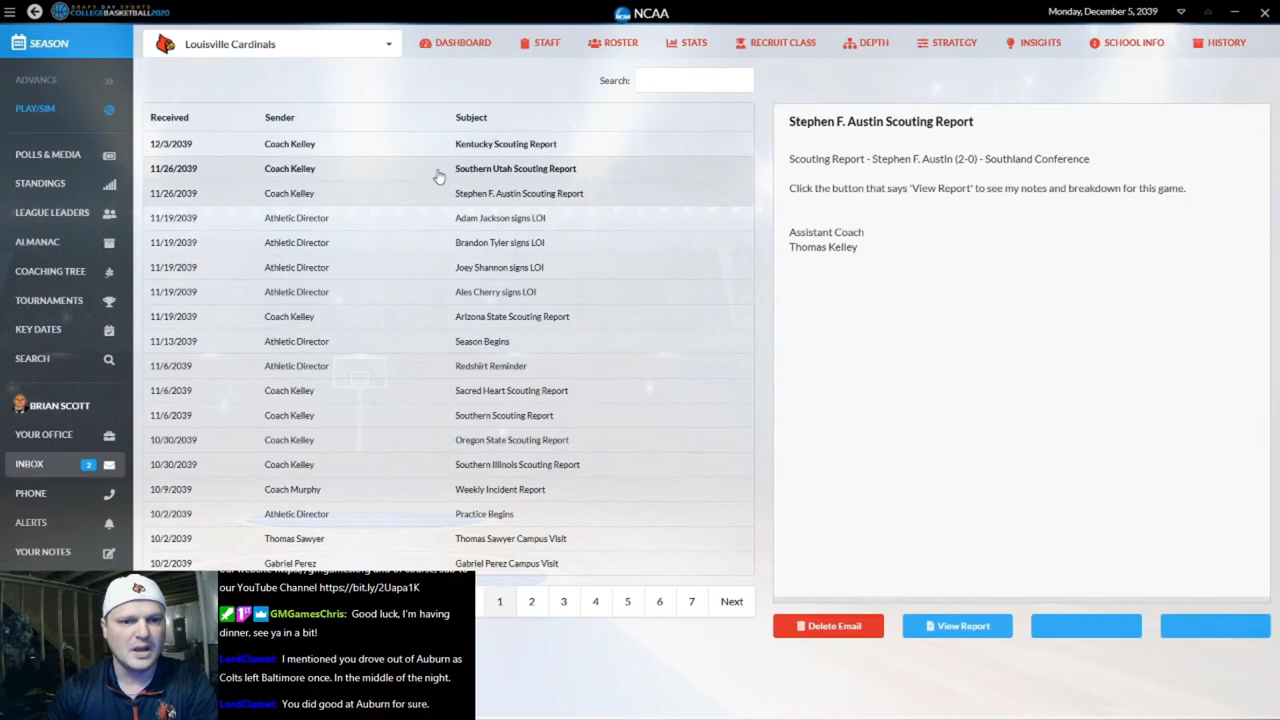 DRAFT DAY SPORTS
COLLEGE BASKETBALL 2020
NCAA
Monday, December 5, 2039
SEASON
Louisville Cardinals
DASHBOARD
STAFF
ROSTER
STATS
RECRUIT CLASS
DEPTH
STRATEGY
INSIGHTS
SCHOOL INFO
HISTORY
ADVANCE
PLAY/SIM
POLLS & MEDIA
STANDINGS
LEAGUE LEADERS
ALMANAC
COACHING TREE
TOURNAMENTS
KEY DATES
SEARCH
BRIAN SCOTT
YOUR OFFICE
INBOX 2
PHONE
ALERTS
YOUR NOTES
Search:
Received Sender Subject
12/3/2039 Coach Kelley Kentucky Scouting Report
11/26/2039 Coach Kelley Southern Utah Scouting Report
11/26/2039 Coach Kelley Stephen F. Austin Scouting Report
11/19/2039 Athletic Director Adam Jackson signs LOI
11/19/2039 Athletic Director Brandon Tyler signs LOI
11/19/2039 Athletic Director Joey Shannon signs LOI
11/19/2039 Athletic Director Ales Cherry signs LOI
11/19/2039 Coach Kelley Arizona State Scouting Report
11/13/2039 Athletic Director Season Begins
11/6/2039 Athletic Director Redshirt Reminder
11/6/2039 Coach Kelley Sacred Heart Scouting Report
11/6/2039 Coach Kelley Southern Scouting Report
10/30/2039 Coach Kelley Oregon State Scouting Report
10/30/2039 Coach Kelley Southern Illinois Scouting Report
10/9/2039 Coach Murphy Weekly Incident Report
10/2/2039 Athletic Director Practice Begins
10/2/2039 Thomas Sawyer Thomas Sawyer Campus Visit
10/2/2039 Gabriel Perez Gabriel Perez Campus Visit
1 2 3 4 5 6 7 Next
Stephen F. Austin Scouting Report
Scouting Report - Stephen F. Austin (2-0) - Southland Conference
Click the button that says 'View Report' to see my notes and breakdown for this game.
Assistant Coach
Thomas Kelley
Delete Email
View Report
our YouTube Channel https://bit.ly/2Uapa1K
GMGamesChris: Good luck, I'm having
dinner, see ya in a bit!
LordClamel: I mentioned you drove out of Auburn as
Colts left Baltimore once. In the middle of the night.
LordClamel: You did good at Auburn for sure.